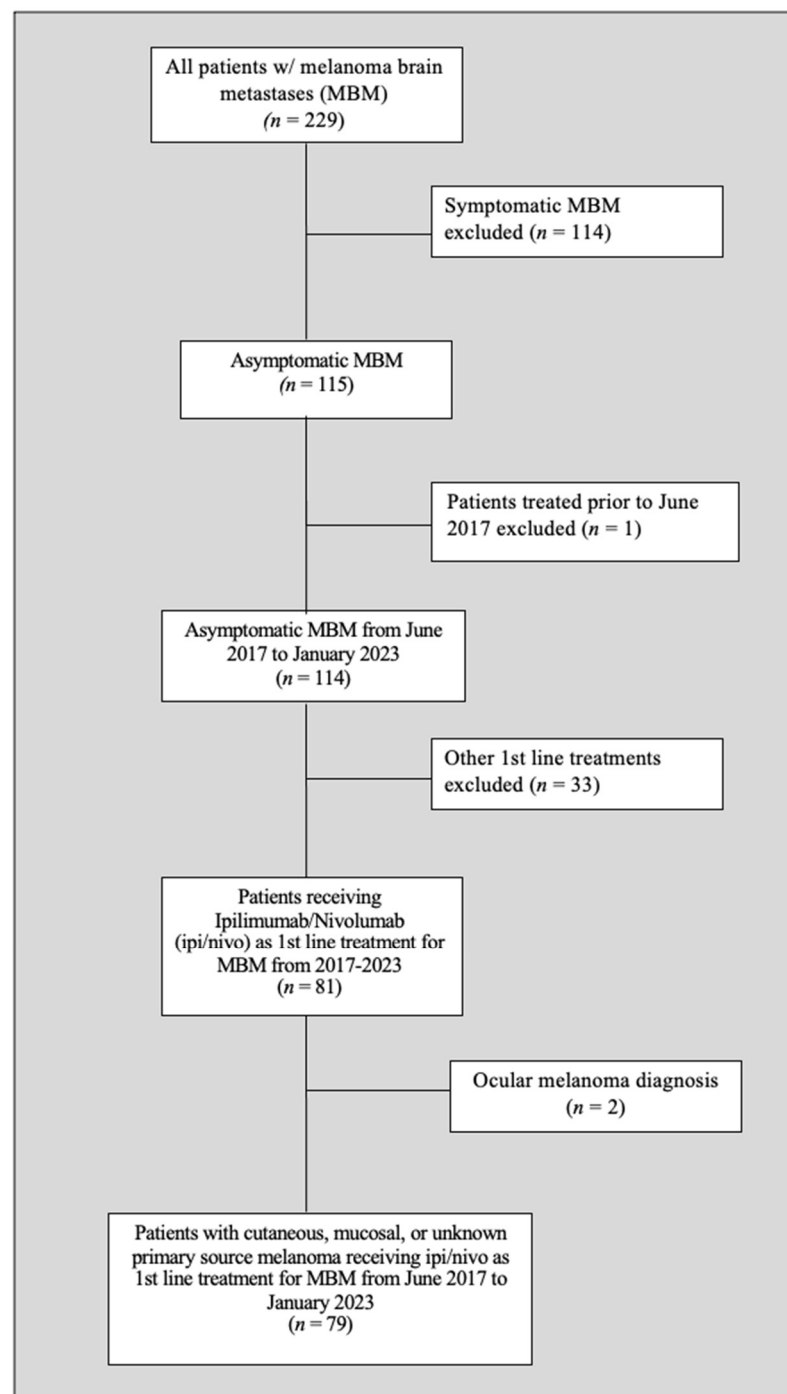 All patients w/ melanoma brain
metastases (MBM)
(n = 229)
Symptomatic MBM
excluded (n = 114)
Asymptomatic MBM
(n = 115)
Patients treated prior to June
2017 excluded (n = 1)
Asymptomatic MBM from June
2017 to January 2023
(n = 114)
Other 1st line treatments
excluded (n = 33)
Patients receiving
Ipilimumab/Nivolumab
(ipi/nivo) as 1st line treatment for
MBM from 2017-2023
(n = 81)
Ocular melanoma diagnosis
(n = 2)
Patients with cutaneous, mucosal, or unknown
primary source melanoma receiving ipi/nivo as
1st line treatment for MBM from June 2017 to
January 2023
(n = 79)